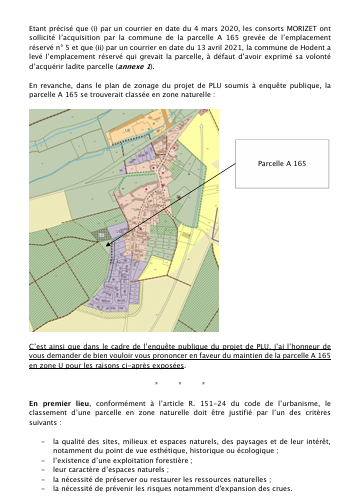 Etant précisé que (i) par un courrier en date du 4 mars 2020, les consorts MORIZET ont
sollicité l'acquisition par la commune de la parcelle A 165 grevée de l'emplacement
réservé n° 5 et que (ii) par un courrier en date du 13 avril 2021, la commune de Hodent a
levé l'emplacement réservé qui grevait la parcelle, à défaut d'avoir exprimé sa volonté
d'acquérir ladite parcelle (annexe 1).
En revanche, dans le plan de zonage du projet de PLU soumis à enquête publique, la
parcelle A 165 se trouverait classée en zone naturelle :
Parcelle A 165
C'est ainsi que dans le cadre de l'enquête publique du projet de PLU, j'ai l'honneur de
vous demander de bien vouloir vous prononcer en faveur du maintien de la parcelle A 165
en zone U pour les raisons ci-après exposées.
* * *
En premier lieu, conformément à l'article R. 151-24 du code de l'urbanisme, le
classement d'une parcelle en zone naturelle doit être justifié par l'un des critères
suivants :
- la qualité des sites, milieux et espaces naturels, des paysages et de leur intérêt,
notamment du point de vue esthétique, historique ou écologique ;
- l'existence d'une exploitation forestière ;
- leur caractère d'espaces naturels ;
- la nécessité de préserver ou restaurer les ressources naturelles ;
- la nécessité de prévenir les risques notamment d'expansion des crues.